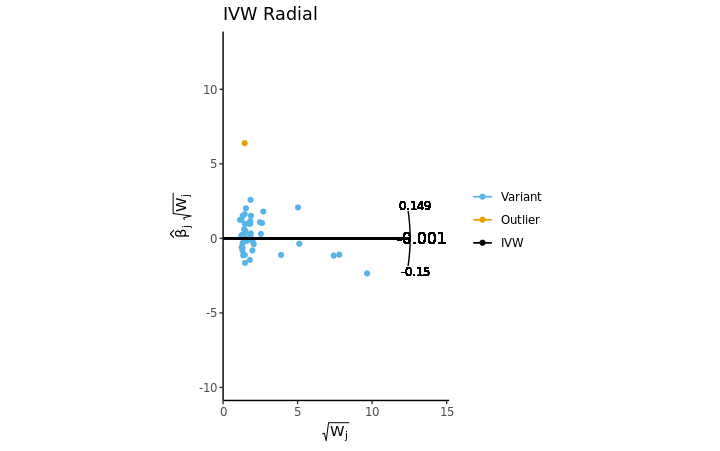 IVW Radial
10
5
0
-5
-10
β̂j √Wj
0.149
-0.001
-0.15
0 5 10 15
√Wj
Variant
Outlier
IVW